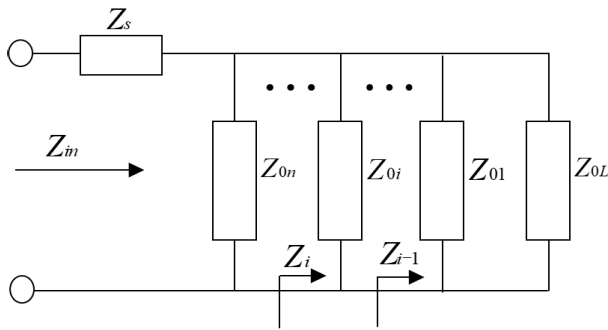 Zs
• • • • • •
Zin
Z0n Z0i Z01 Z0L
Zi Zi-1